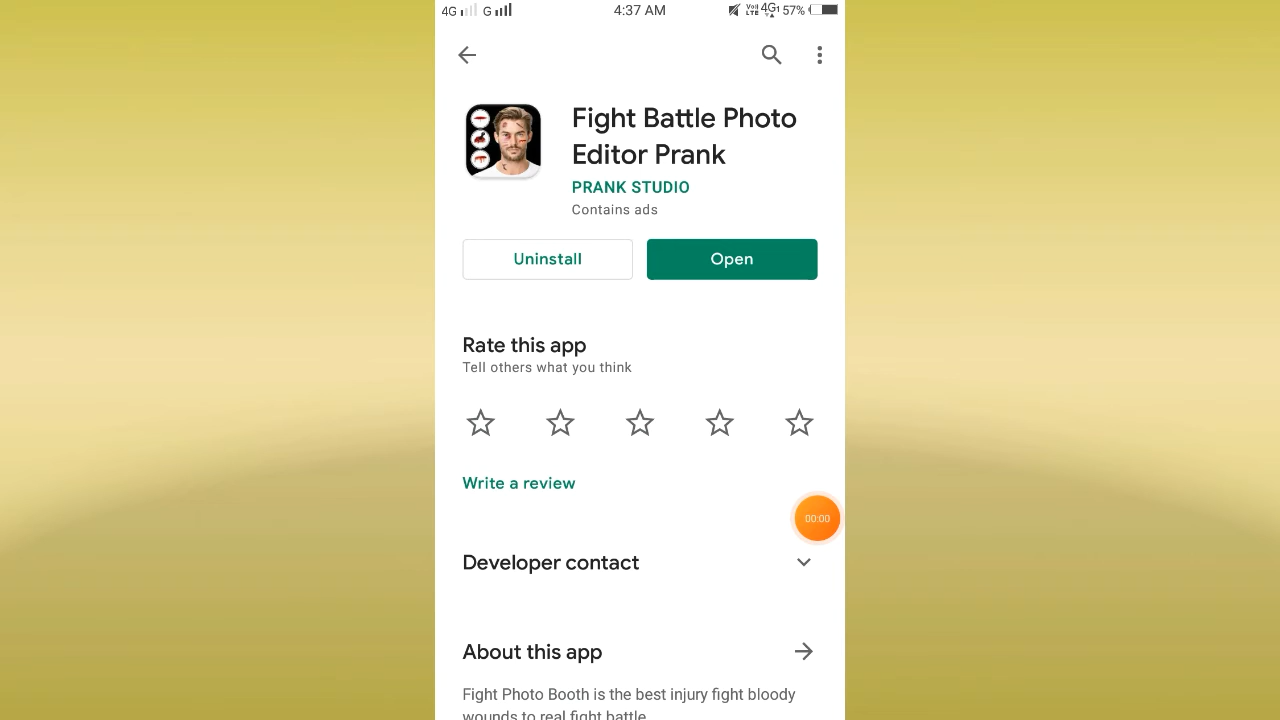 4G G 4:37 AM VoLTE 4G 57%
Fight Battle Photo
Editor Prank
PRANK STUDIO
Contains ads
Uninstall Open
Rate this app
Tell others what you think
Write a review
00:00
Developer contact
About this app
Fight Photo Booth is the best injury fight bloody
wounds to real fight battle